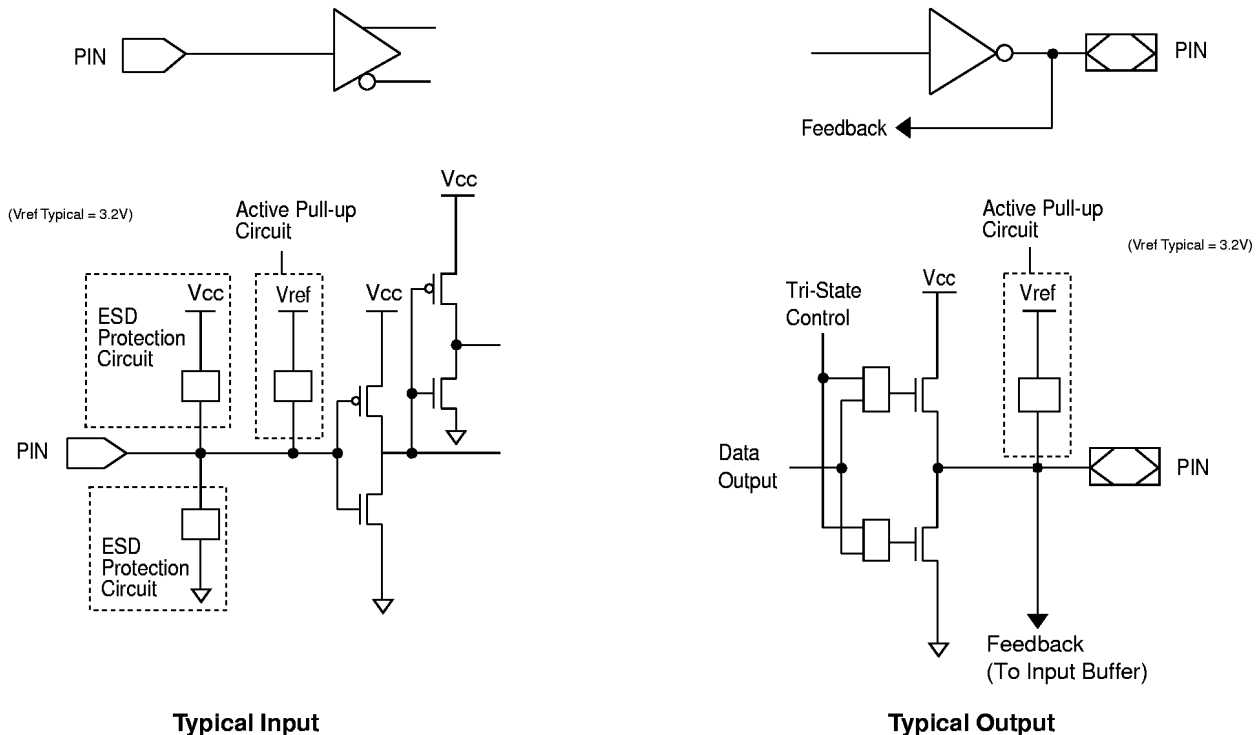 PIN
PIN
Feedback
Vcc
(Vref Typical = 3.2V)
Active Pull-up
Circuit
Vcc
ESD
Protection
Circuit
Vref
Vcc
PIN
ESD
Protection
Circuit
Typical Input
Active Pull-up
Circuit
(Vref Typical = 3.2V)
Tri-State
Control
Vcc
Vref
Data
Output
PIN
Feedback
(To Input Buffer)
Typical Output